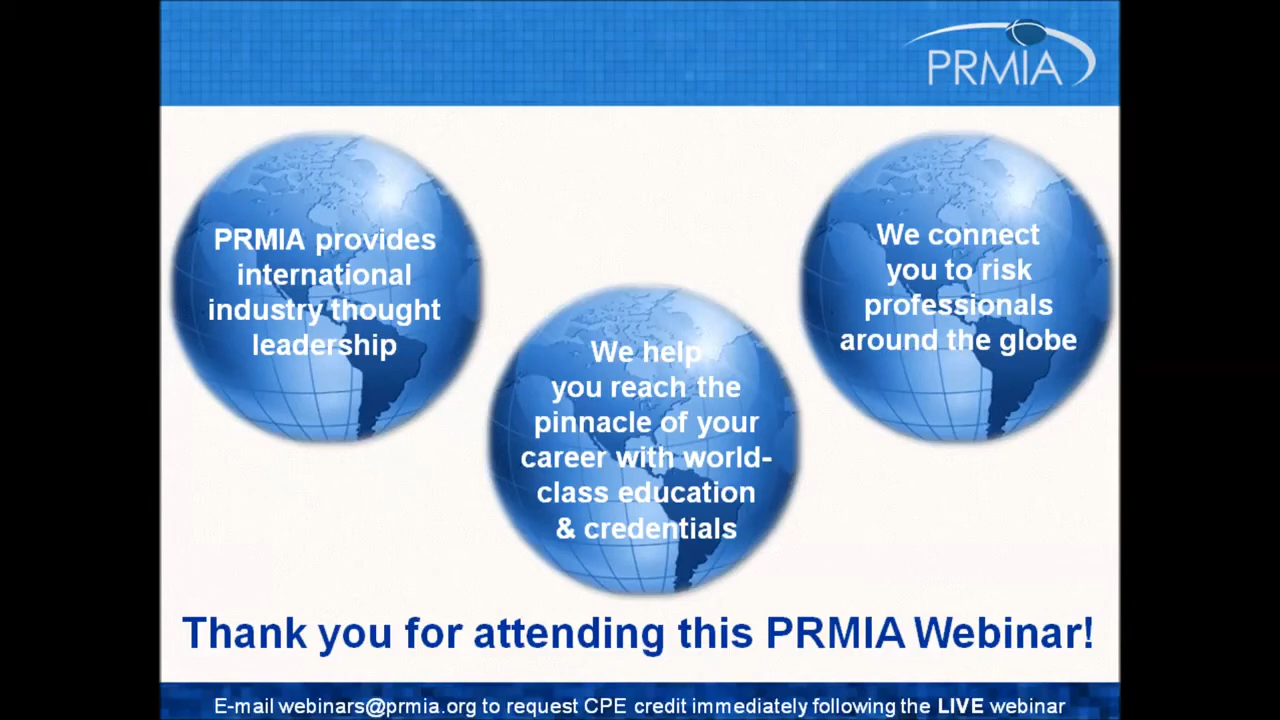 PRMIA
PRMIA provides
international
industry thought
leadership
We help
you reach the
pinnacle of your
career with world-
class education
& credentials
We connect
you to risk
professionals
around the globe
Thank you for attending this PRMIA Webinar!
E-mail webinars@prmia.org to request CPE credit immediately following the LIVE webinar